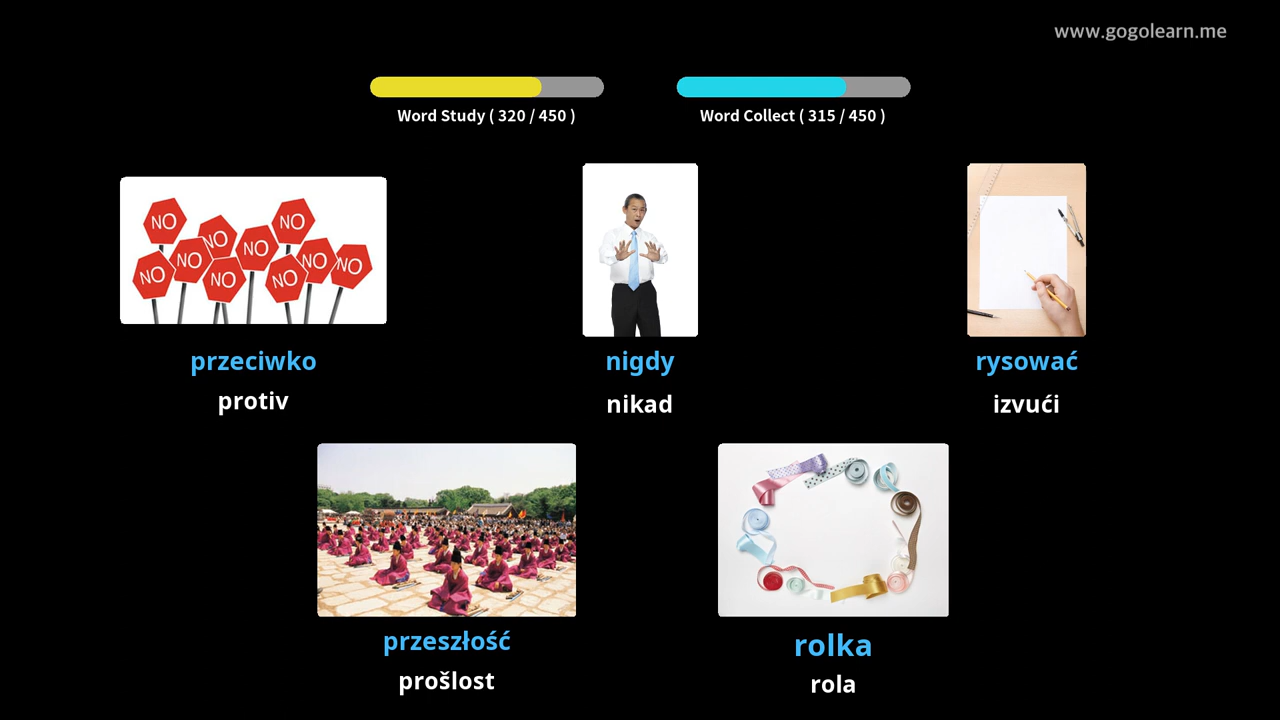 www.gogolearn.me
Word Study ( 320 / 450 )
Word Collect ( 315 / 450 )
NO
NO
NO
NO
NO
NO
NO
NO
NO
NO
przeciwko
protiv
nigdy
nikad
rysować
izvući
przeszłość
prošlost
rolka
rola